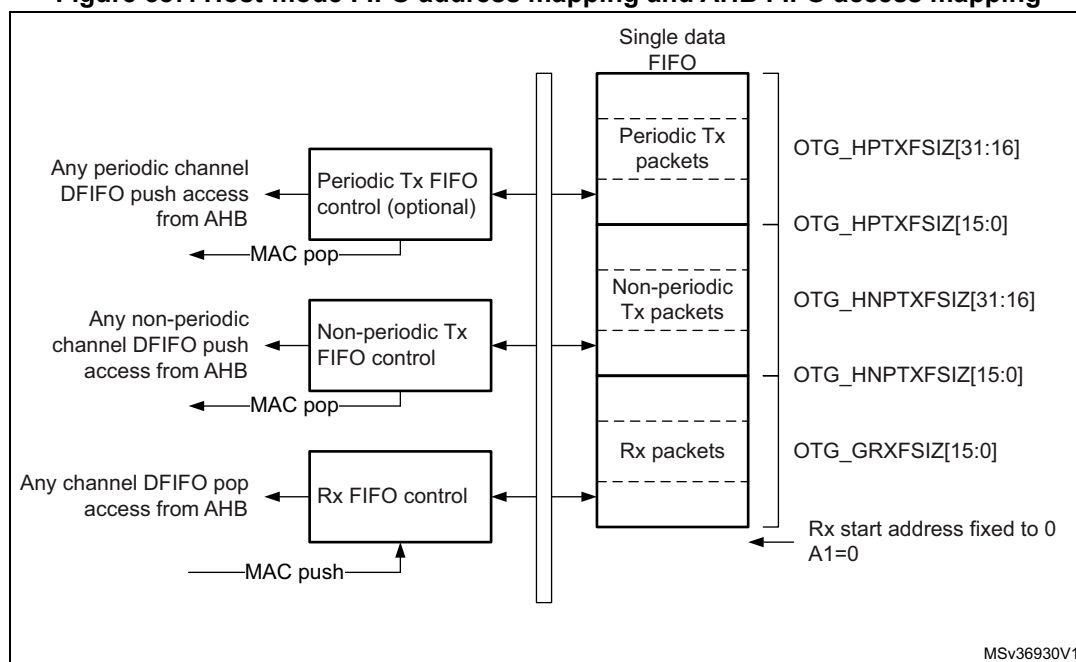 Figure Host-mode FIFO address mapping and AHB FIFO access mapping
Single data
FIFO
Periodic Tx
packets
OTG_HPTXFSIZ[31:16]
Any periodic channel
DFIFO push access
from AHB
Periodic Tx FIFO
control (optional)
MAC pop
OTG_HPTXFSIZ[15:0]
Non-periodic
Tx packets
OTG_HNPTXFSIZ[31:16]
Any non-periodic
channel DFIFO push
access from AHB
Non-periodic Tx
FIFO control
MAC pop
OTG_HNPTXFSIZ[15:0]
Rx packets
OTG_GRXFSIZ[15:0]
Any channel DFIFO pop
access from AHB
Rx FIFO control
MAC push
Rx start address fixed to 0
A1=0
MSv36930V1